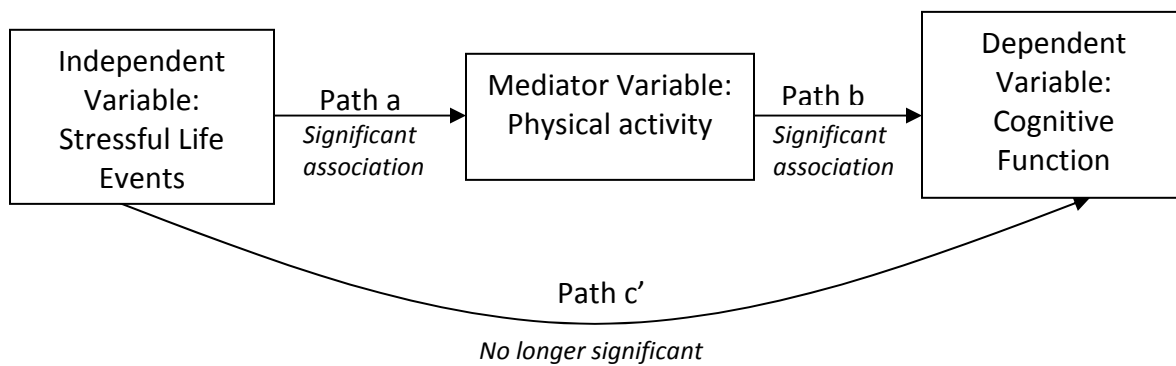 Independent
Variable:
Stressful Life
Events
Path a
Significant
association
Mediator Variable:
Physical activity
Path b
Significant
association
Dependent
Variable:
Cognitive
Function
Path c’
No longer significant